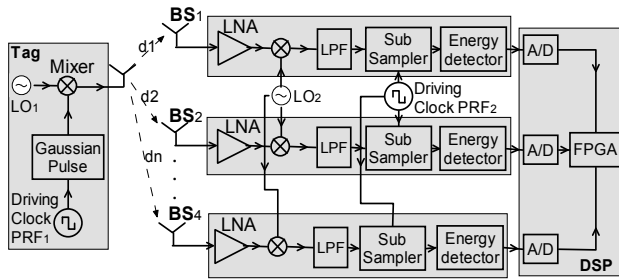 Tag
Mixer
LO1
Gaussian
Pulse
Driving
Clock
PRF1
d1
d2
dn
BS1
LNA
LPF
Sub
Sampler
Energy
detector
A/D
LO2
Driving
Clock PRF2
BS2
LNA
LPF
Sub
Sampler
Energy
detector
A/D
FPGA
BS4
LNA
LPF
Sub
Sampler
Energy
detector
A/D
DSP